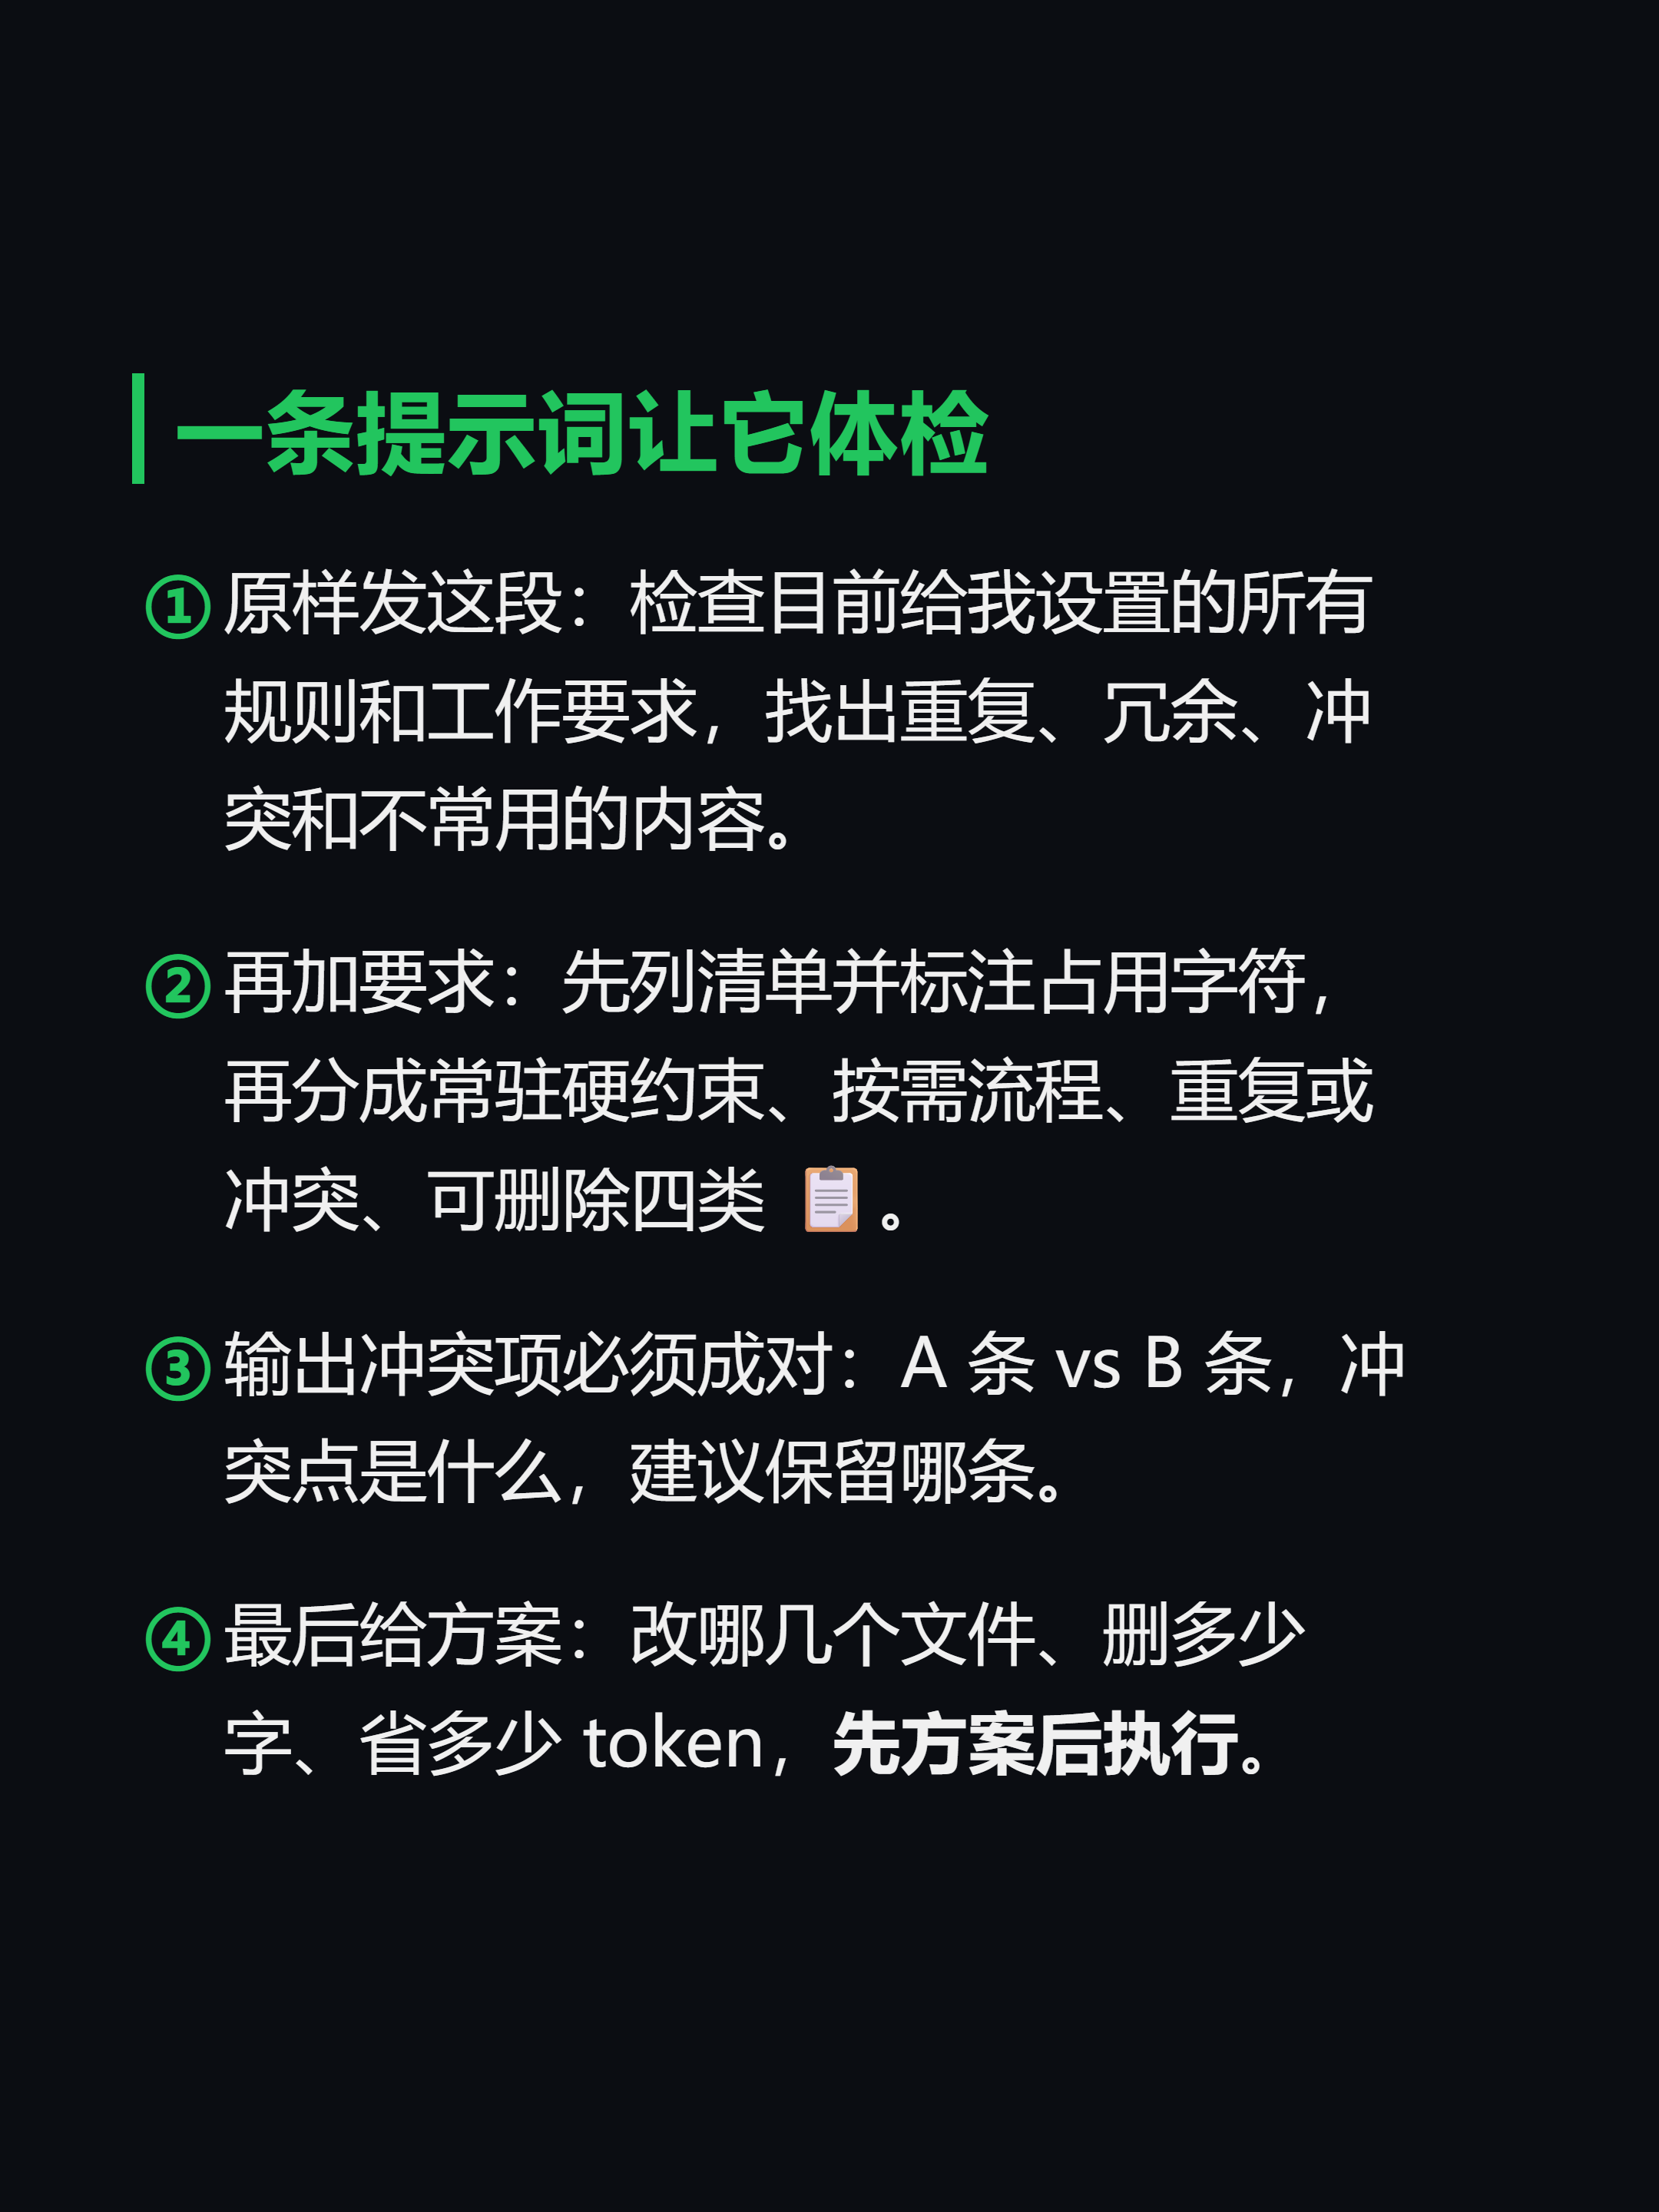 一条提示词让它体检
①原样发这段：检查目前给我设置的所有
规则和工作要求，找出重复、冗余、冲
突和不常用的内容。
②再加要求：先列清单并标注占用字符，
再分成常驻硬约束、按需流程、重复或
冲突、可删除四类 📋。
③输出冲突项必须成对：A 条 vs B 条，冲
突点是什么，建议保留哪条。
④最后给方案：改哪几个文件、删多少
字、省多少 token，先方案后执行。